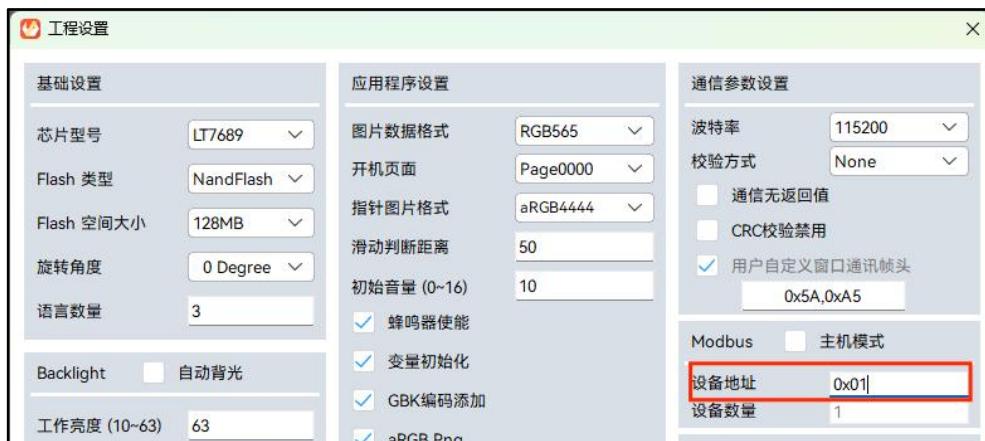 工程设置
基础设置
芯片型号 LT7689
Flash 类型 NandFlash
Flash 空间大小 128MB
旋转角度 0 Degree
语言数量 3
Backlight 自动背光
工作亮度 (10~63) 63
应用程序设置
图片数据格式 RGB565
开机页面 Page0000
指针图片格式 aRGB4444
滑动判断距离 50
初始音量 (0~16) 10
蜂鸣器使能
变量初始化
GBK编码添加
aRGB Png
通信参数设置
波特率 115200
校验方式 None
通信无返回值
CRC校验禁用
用户自定义窗口通讯帧头
0x5A,0xA5
Modbus 主机模式
设备地址 0x01
设备数量 1